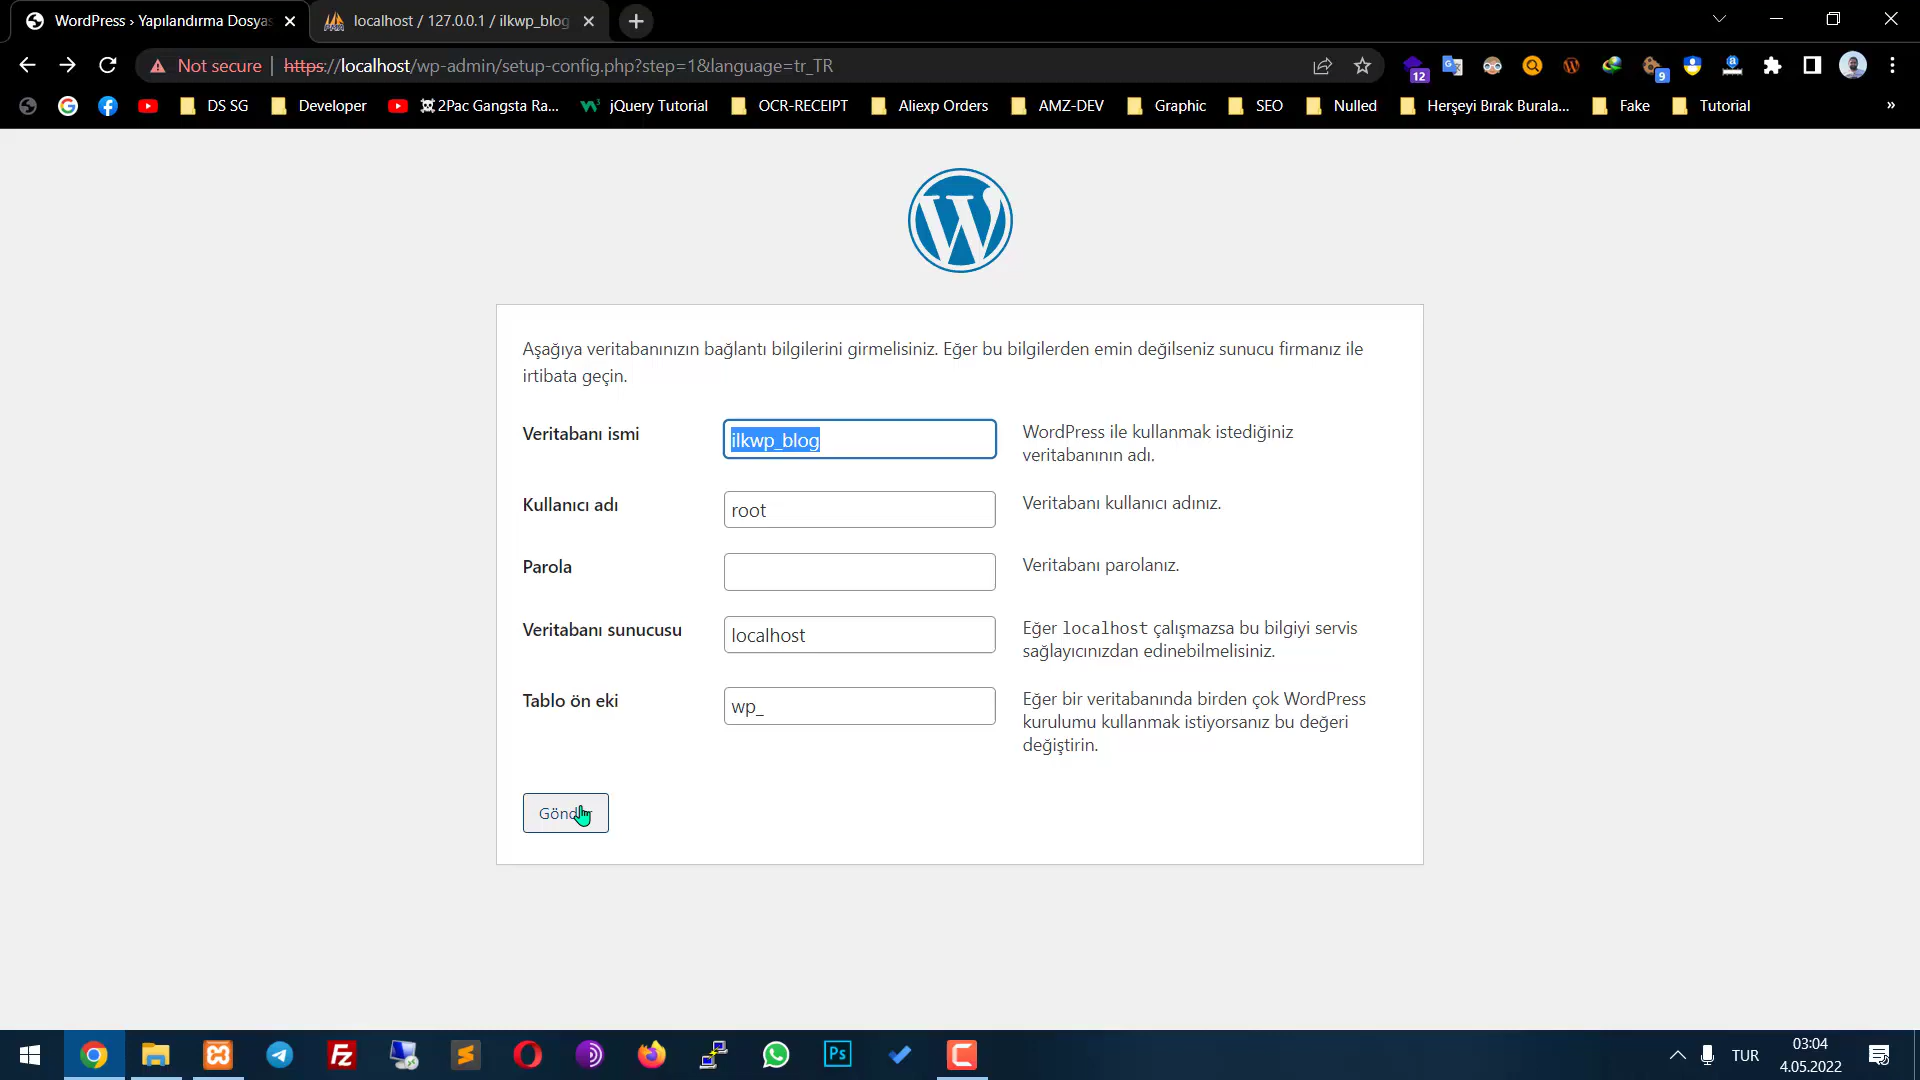 WordPress › Yapılandırma Dosyas
localhost / 127.0.0.1 / ilkwp_blog
Not secure
https://localhost/wp-admin/setup-config.php?step=1&language=tr_TR
12
9
DS SG
Developer
2Pac Gangsta Ra...
jQuery Tutorial
OCR-RECEIPT
Aliexp Orders
AMZ-DEV
Graphic
SEO
Nulled
Herşeyi Bırak Burala...
Fake
Tutorial
»
Aşağıya veritabanınızın bağlantı bilgilerini girmelisiniz. Eğer bu bilgilerden emin değilseniz sunucu firmanız ile
irtibata geçin.
Veritabanı ismi
ilkwp_blog
WordPress ile kullanmak istediğiniz
veritabanının adı.
Kullanıcı adı
root
Veritabanı kullanıcı adınız.
Parola
Veritabanı parolanız.
Veritabanı sunucusu
localhost
Eğer localhost çalışmazsa bu bilgiyi servis
sağlayıcınızdan edinebilmelisiniz.
Tablo ön eki
wp_
Eğer bir veritabanında birden çok WordPress
kurulumu kullanmak istiyorsanız bu değeri
değiştirin.
TUR
03:04
4.05.2022